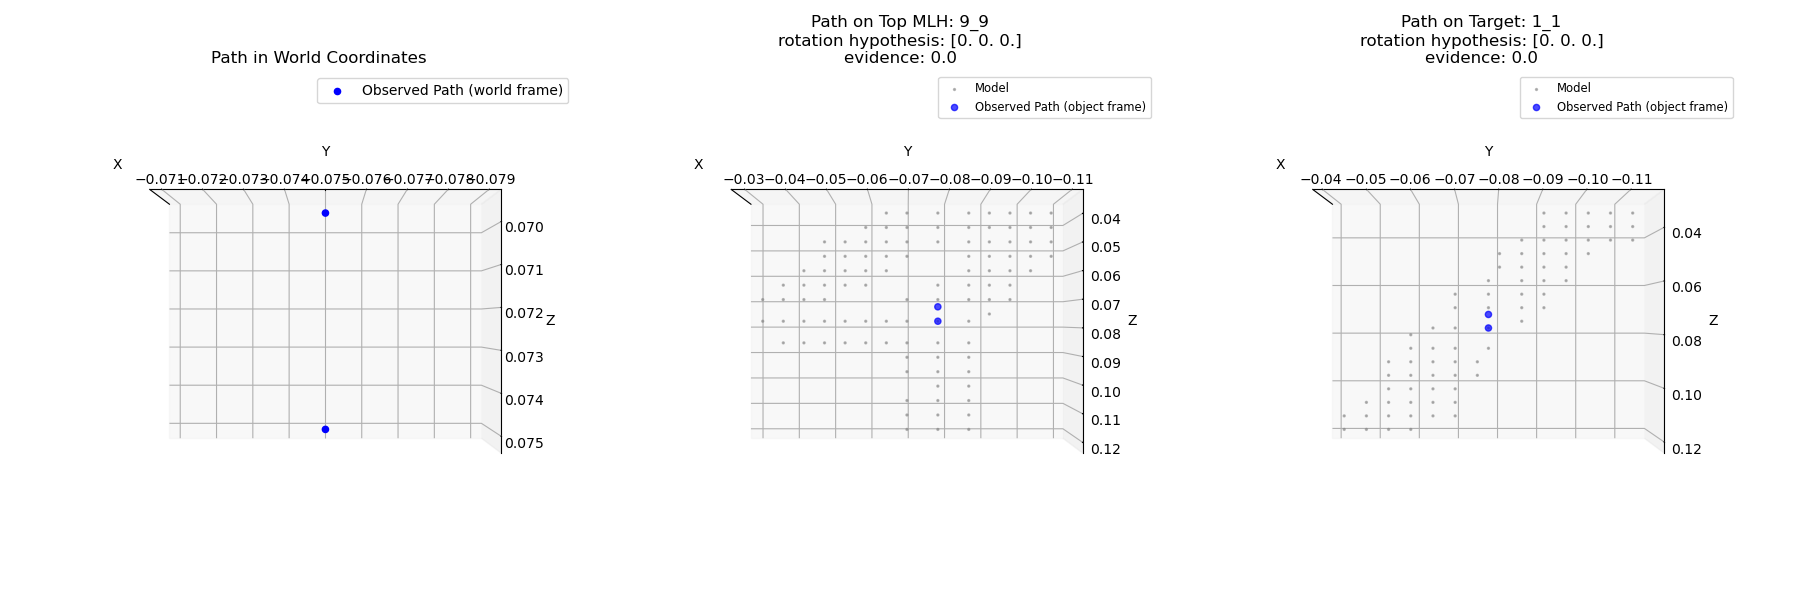 Path in World Coordinates
Observed Path (world frame)
X
Y
−0.071 −0.072 −0.073 −0.074 −0.075 −0.076 −0.077 −0.078 −0.079
0.070
0.071
0.072
Z
0.073
0.074
0.075
Path on Top MLH: 9_9
rotation hypothesis: [0. 0. 0.]
evidence: 0.0
Model
Observed Path (object frame)
X
Y
−0.03 −0.04 −0.05 −0.06 −0.07 −0.08 −0.09 −0.10 −0.11
0.04
0.05
0.06
0.07
Z
0.08
0.09
0.10
0.11
0.12
Path on Target: 1_1
rotation hypothesis: [0. 0. 0.]
evidence: 0.0
Model
Observed Path (object frame)
X
Y
−0.04 −0.05 −0.06 −0.07 −0.08 −0.09 −0.10 −0.11
0.04
0.06
Z
0.08
0.10
0.12